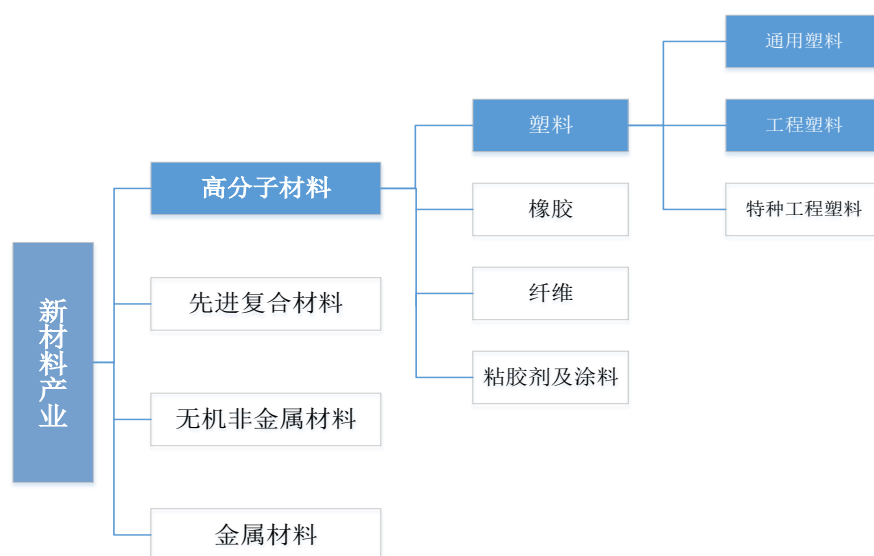 新材料产业
高分子材料
先进复合材料
无机非金属材料
金属材料
塑料
橡胶
纤维
粘胶剂及涂料
通用塑料
工程塑料
特种工程塑料